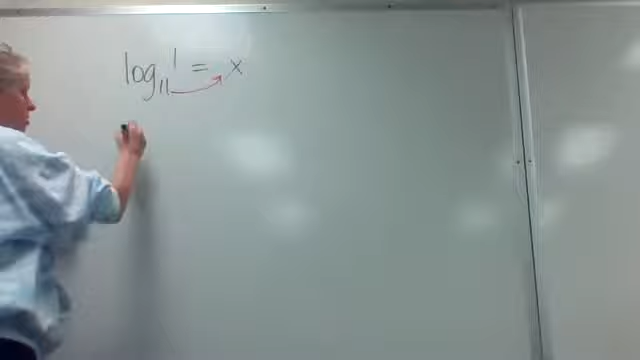 log₁₁ 1 = x